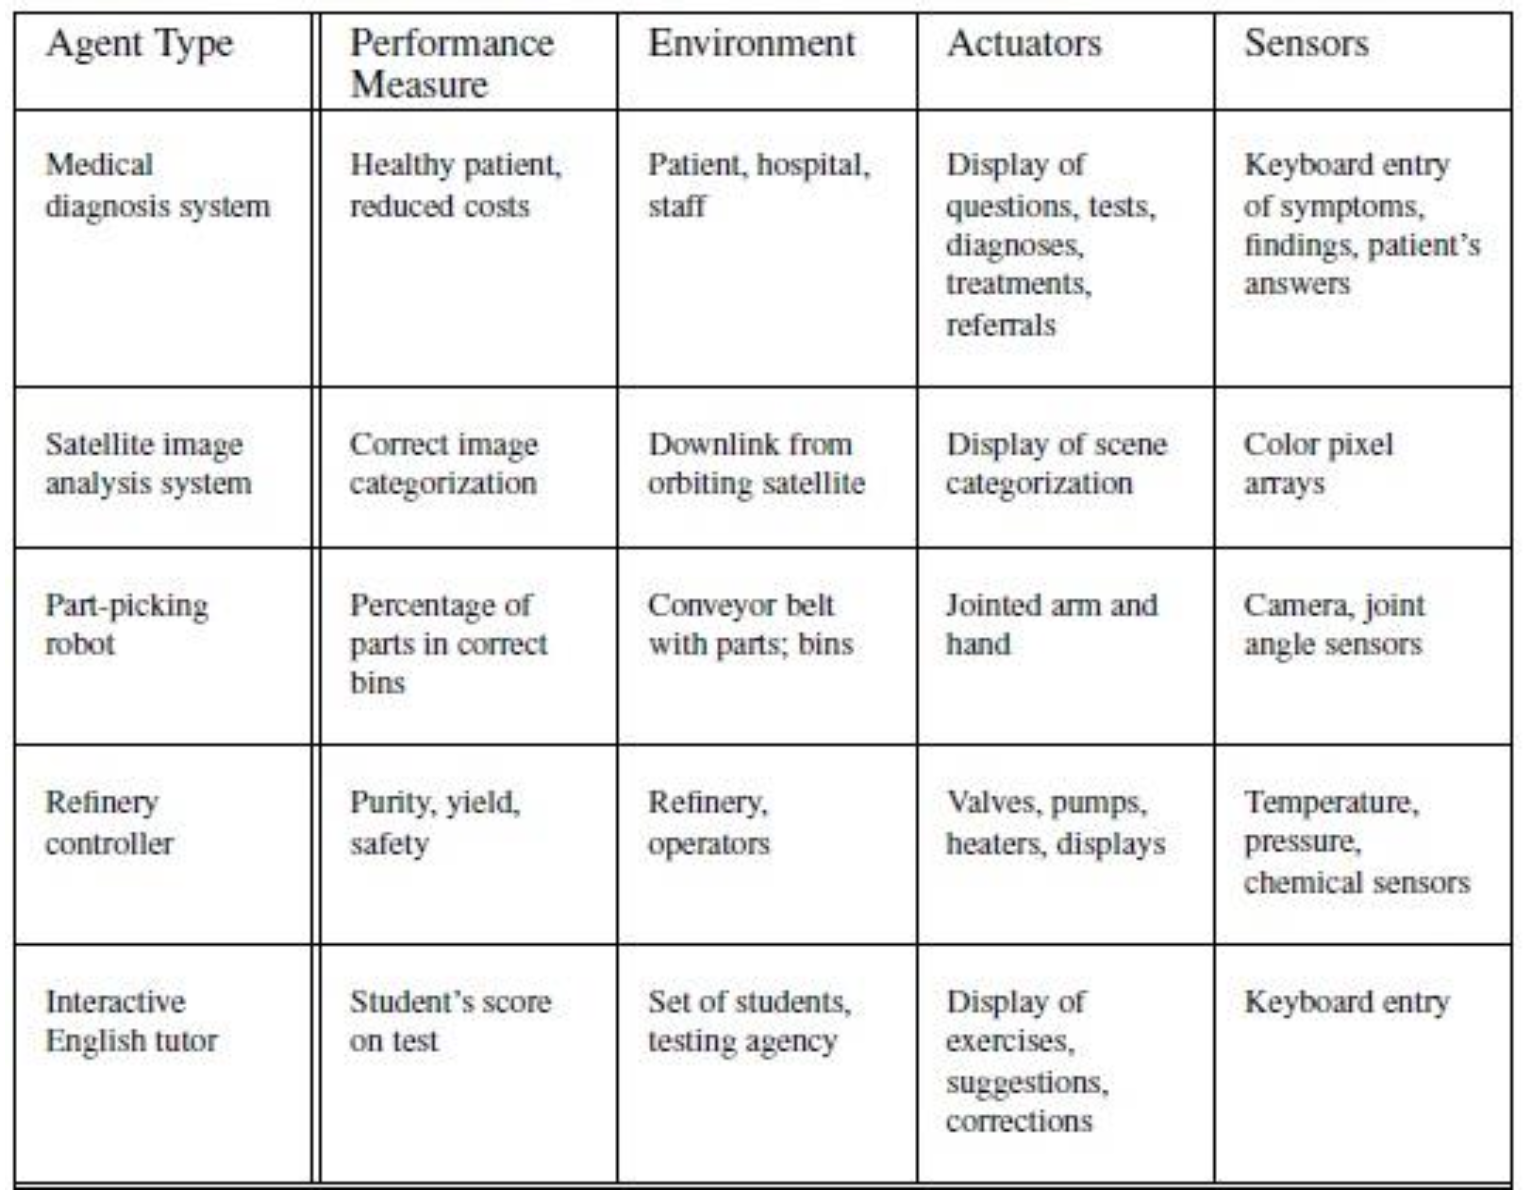 Agent Type
Performance
Measure
Environment
Actuators
Sensors
Medical
diagnosis system
Healthy patient,
reduced costs
Patient, hospital,
staff
Display of
questions, tests,
diagnoses,
treatments,
referrals
Keyboard entry
of symptoms,
findings, patient's
answers
Satellite image
analysis system
Correct image
categorization
Downlink from
orbiting satellite
Display of scene
categorization
Color pixel
arrays
Part-picking
robot
Percentage of
parts in correct
bins
Conveyor belt
with parts; bins
Jointed arm and
hand
Camera, joint
angle sensors
Refinery
controller
Purity, yield,
safety
Refinery,
operators
Valves, pumps,
heaters, displays
Temperature,
pressure,
chemical sensors
Interactive
English tutor
Student's score
on test
Set of students,
testing agency
Display of
exercises,
suggestions,
corrections
Keyboard entry